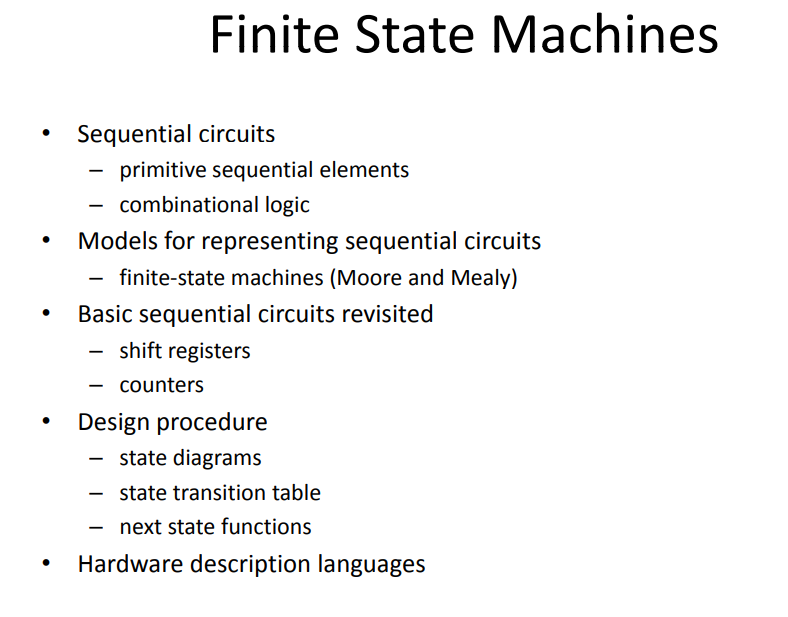 Finite State Machines
• Sequential circuits
– primitive sequential elements
– combinational logic
• Models for representing sequential circuits
– finite-state machines (Moore and Mealy)
• Basic sequential circuits revisited
– shift registers
– counters
• Design procedure
– state diagrams
– state transition table
– next state functions
• Hardware description languages